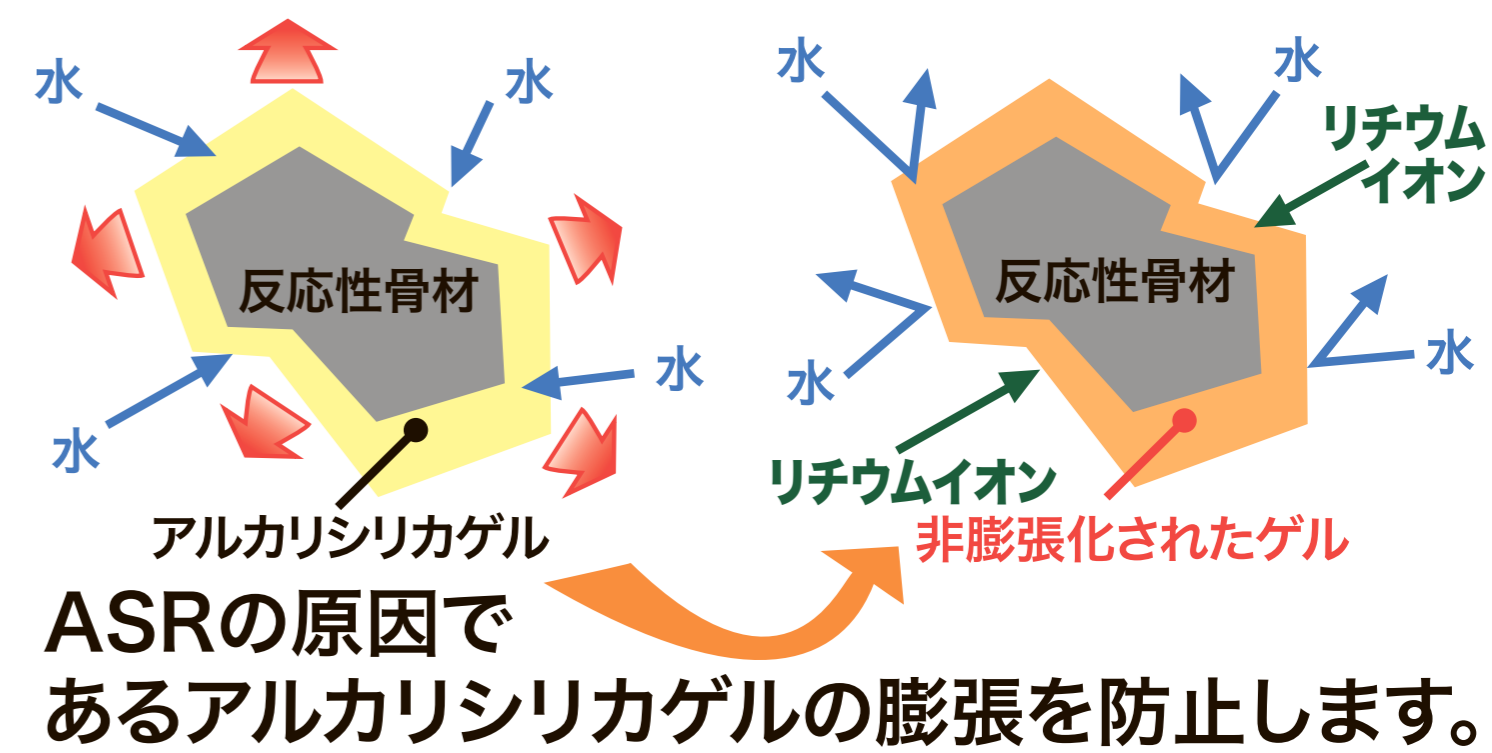 水
水
反応性骨材
水
水
アルカリシリカゲル
水
水
リチウム
イオン
反応性骨材
水
水
リチウムイオン
非膨張化されたゲル
ASRの原因で
あるアルカリシリカゲルの膨張を防止します。